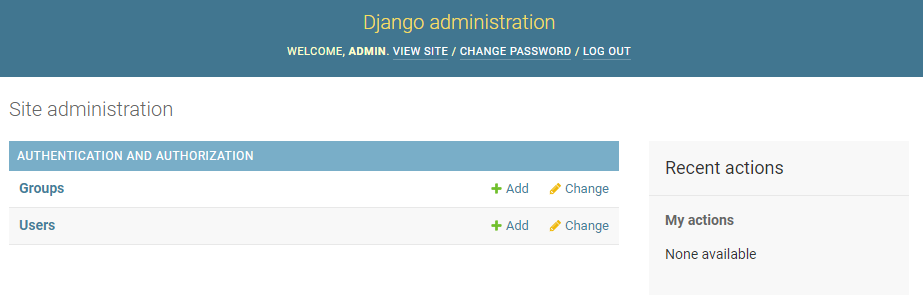 Django administration
WELCOME, ADMIN. VIEW SITE / CHANGE PASSWORD / LOG OUT
Site administration
AUTHENTICATION AND AUTHORIZATION
Groups Add Change
Users Add Change
Recent actions
My actions
None available